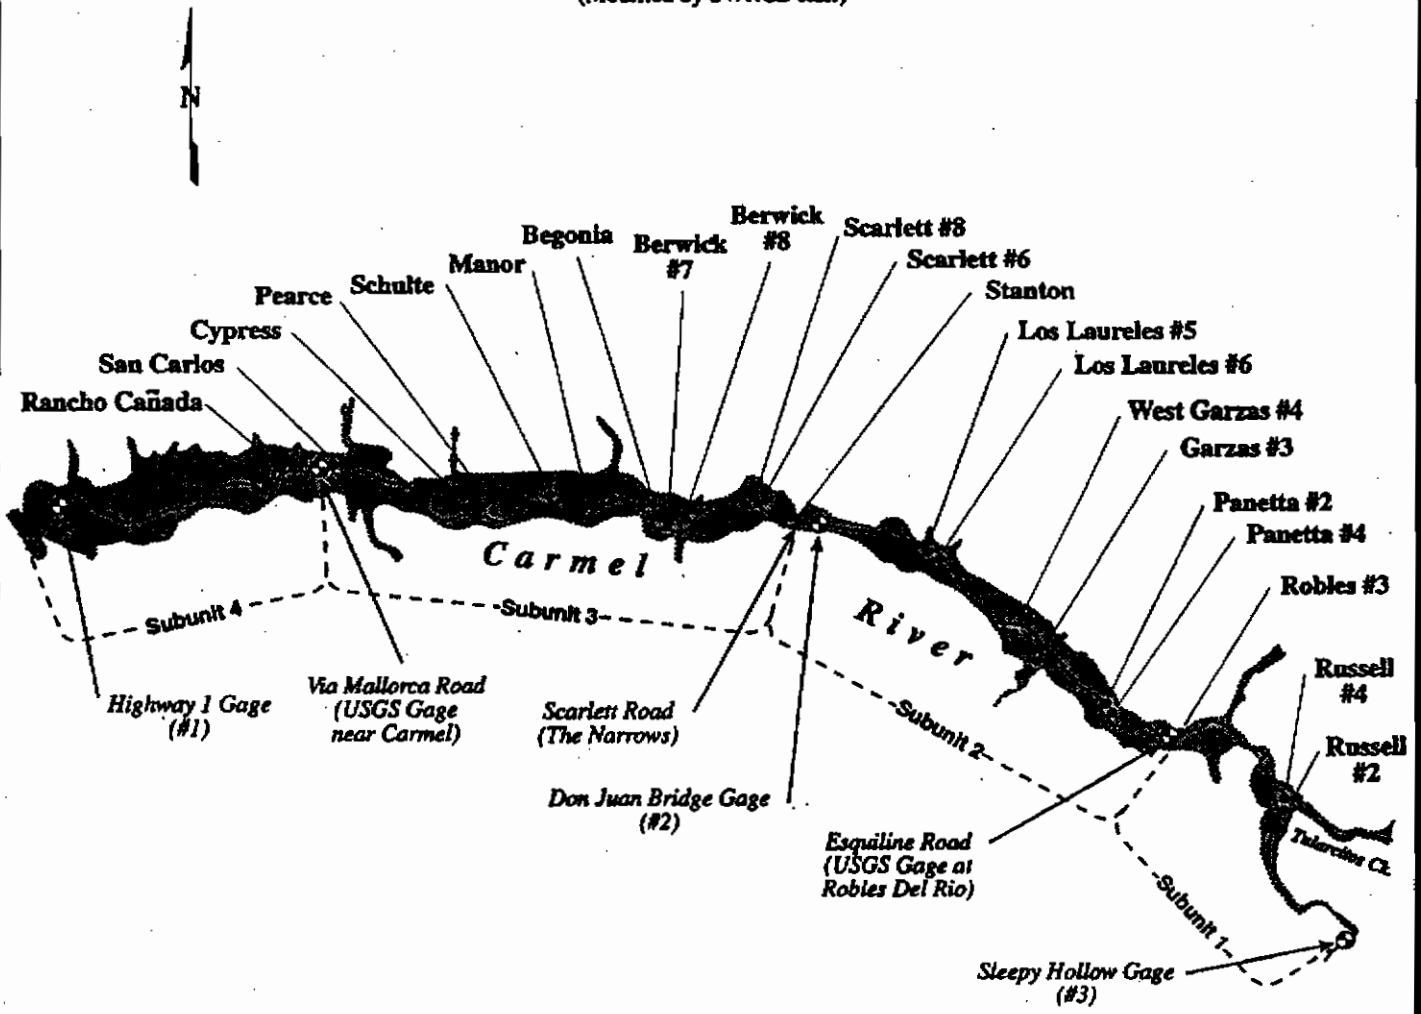 N
Berwick
#8
Scarlett #8
Begonia
Berwick
#7
Manor
Scarlett #6
Schulte
Stanton
Pearce
Cypress
Los Laureles #5
San Carlos
Los Laureles #6
Rancho Cañada
West Garzas #4
Garzas #3
Panetta #2
Panetta #4
Carmel
Robles #3
Subunit 4
Subunit 3
River
Russell
#4
Highway 1 Gage
(#1)
Via Mallorca Road
(USGS Gage
near Carmel)
Scarlett Road
(The Narrows)
Subunit 2
Russell
#2
Don Juan Bridge Gage
(#2)
Esquiline Road
(USGS Gage at
Robles Del Rio)
Tularcitos Ck.
Subunit 1
Sleepy Hollow Gage
(#3)